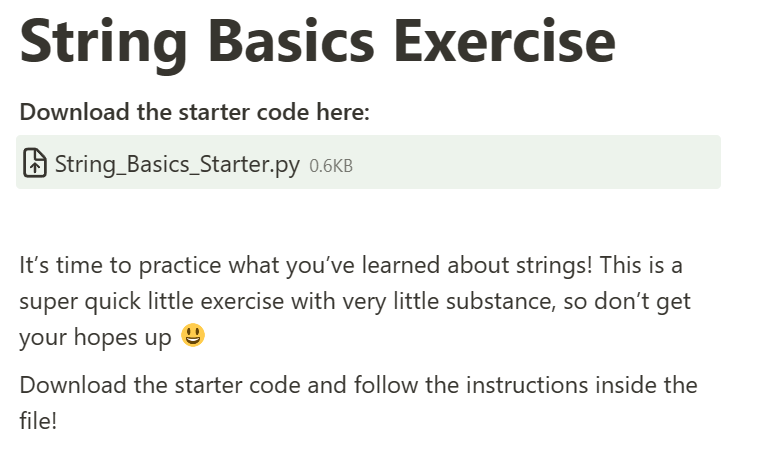 String Basics Exercise
Download the starter code here:
String_Basics_Starter.py 0.6KB
It’s time to practice what you’ve learned about strings! This is a
super quick little exercise with very little substance, so don’t get
your hopes up 😃
Download the starter code and follow the instructions inside the
file!